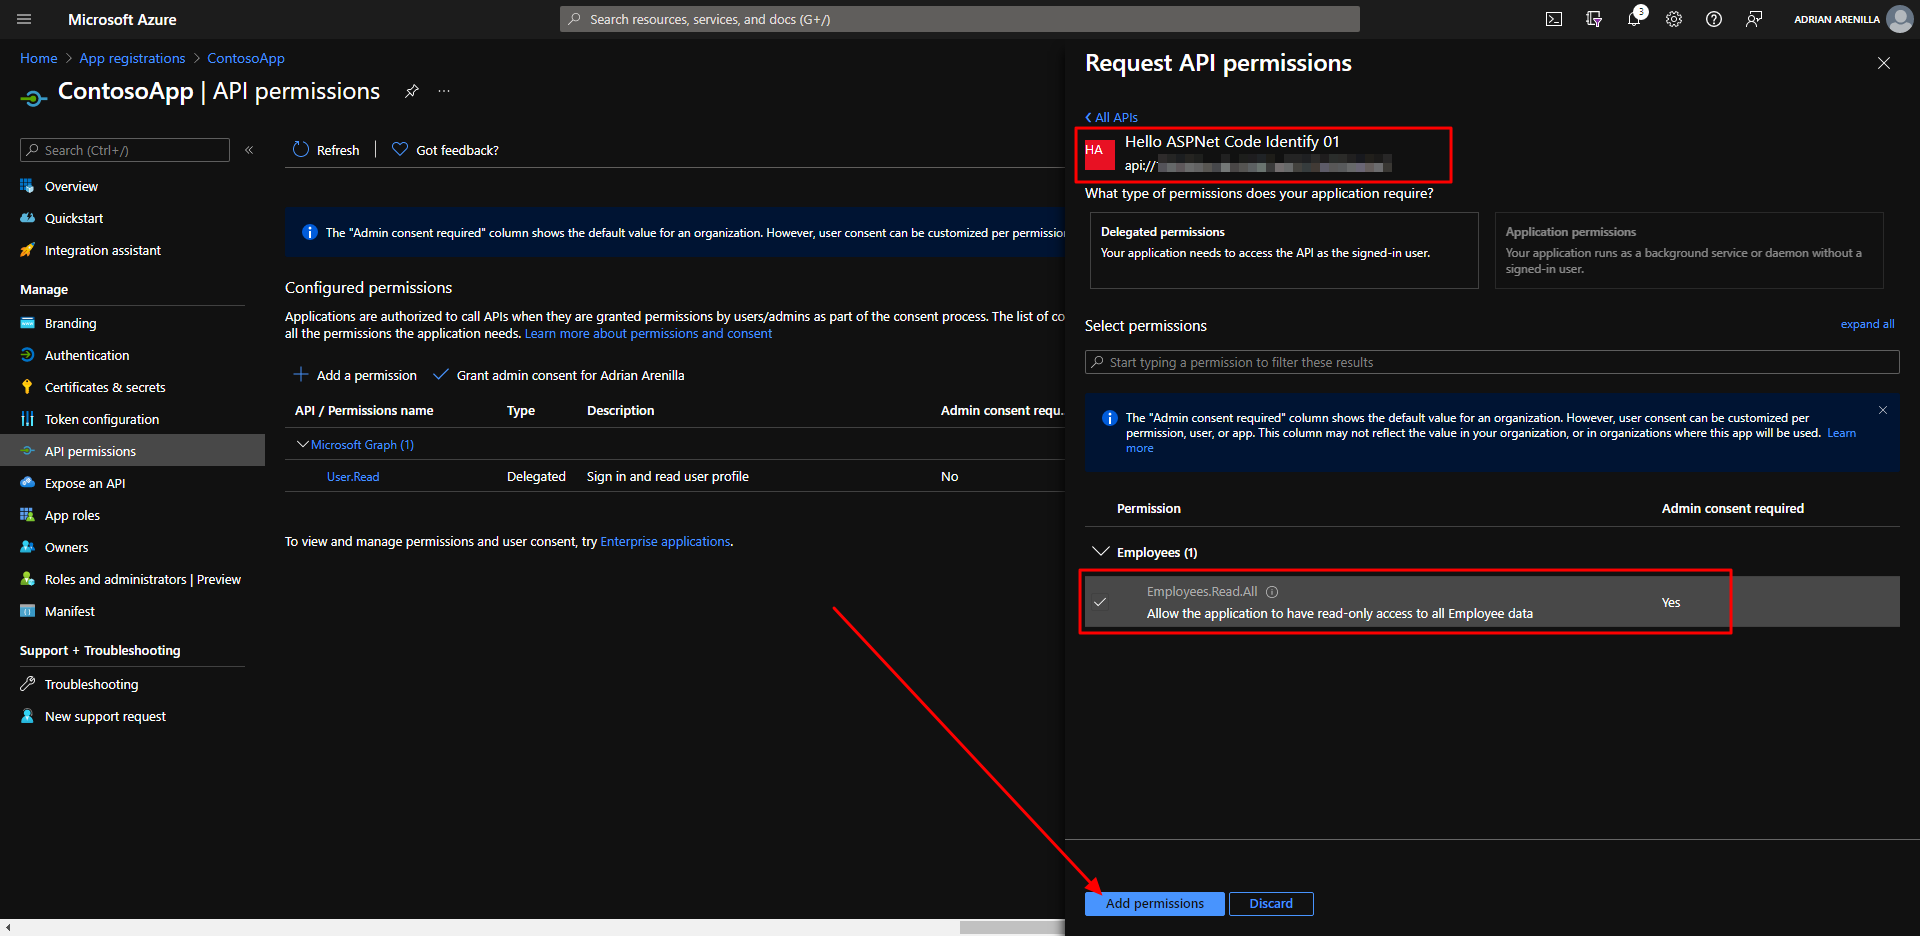 Microsoft Azure
Search resources, services, and docs (G+/)
3
ADRIAN ARENILLA
Home > App registrations > ContosoApp
ContosoApp | API permissions
...
Search (Ctrl+/)
«
Overview
Quickstart
Integration assistant
Manage
Branding
Authentication
Certificates & secrets
Token configuration
API permissions
Expose an API
App roles
Owners
Roles and administrators | Preview
Manifest
Support + Troubleshooting
Troubleshooting
New support request
Refresh
Got feedback?
The "Admin consent required" column shows the default value for an organization. However, user consent can be customized per permission
Configured permissions
Applications are authorized to call APIs when they are granted permissions by users/admins as part of the consent process. The list of co
all the permissions the application needs. Learn more about permissions and consent
Add a permission
Grant admin consent for Adrian Arenilla
API / Permissions name Type Description Admin consent requ...
Microsoft Graph (1)
User.Read Delegated Sign in and read user profile No
To view and manage permissions and user consent, try Enterprise applications.
Request API permissions
All APIs
HA
Hello ASPNet Code Identify 01
api://
What type of permissions does your application require?
Delegated permissions
Your application needs to access the API as the signed-in user.
Application permissions
Your application runs as a background service or daemon without a
signed-in user.
Select permissions
expand all
Start typing a permission to filter these results
The "Admin consent required" column shows the default value for an organization. However, user consent can be customized per
permission, user, or app. This column may not reflect the value in your organization, or in organizations where this app will be used. Learn
more
Permission Admin consent required
Employees (1)
Employees.Read.All
Allow the application to have read-only access to all Employee data
Yes
Add permissions
Discard